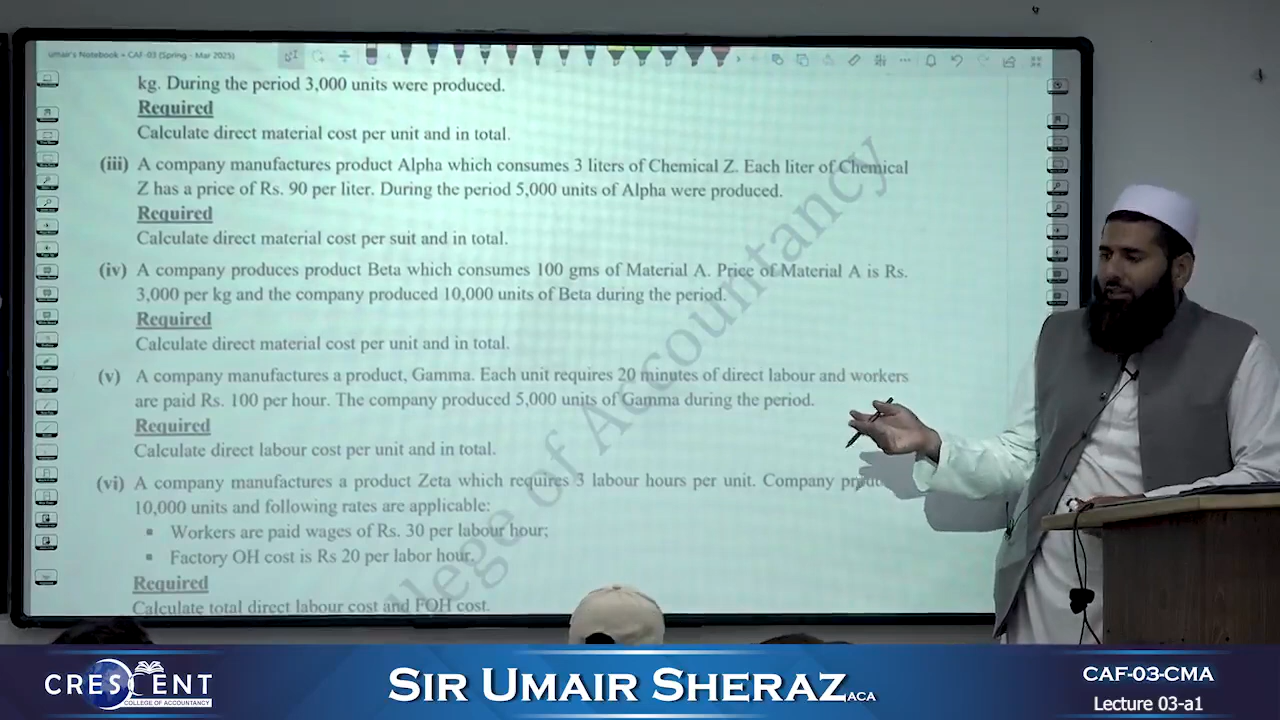 umair's Notebook • CAF-03 (Spring - Mar 2025)
kg. During the period 3,000 units were produced.
Required
Calculate direct material cost per unit and in total.
(iii) A company manufactures product Alpha which consumes 3 liters of Chemical Z. Each liter of Chemical
Z has a price of Rs. 90 per liter. During the period 5,000 units of Alpha were produced.
Required
Calculate direct material cost per suit and in total.
(iv) A company produces product Beta which consumes 100 gms of Material A. Price of Material A is Rs.
3,000 per kg and the company produced 10,000 units of Beta during the period.
Required
Calculate direct material cost per unit and in total.
(v) A company manufactures a product, Gamma. Each unit requires 20 minutes of direct labour and workers
are paid Rs. 100 per hour. The company produced 5,000 units of Gamma during the period.
Required
Calculate direct labour cost per unit and in total.
(vi) A company manufactures a product Zeta which requires 3 labour hours per unit. Company
10,000 units and following rates are applicable:
▪ Workers are paid wages of Rs. 30 per labour hour;
▪ Factory OH cost is Rs 20 per labor hour.
Required
Calculate total direct labour cost and FOH cost.
llege of Accountancy
CRESCENT
COLLEGE OF ACCOUNTANCY
SIR UMAIR SHERAZ, ACA
CAF-03-CMA
Lecture 03-a1